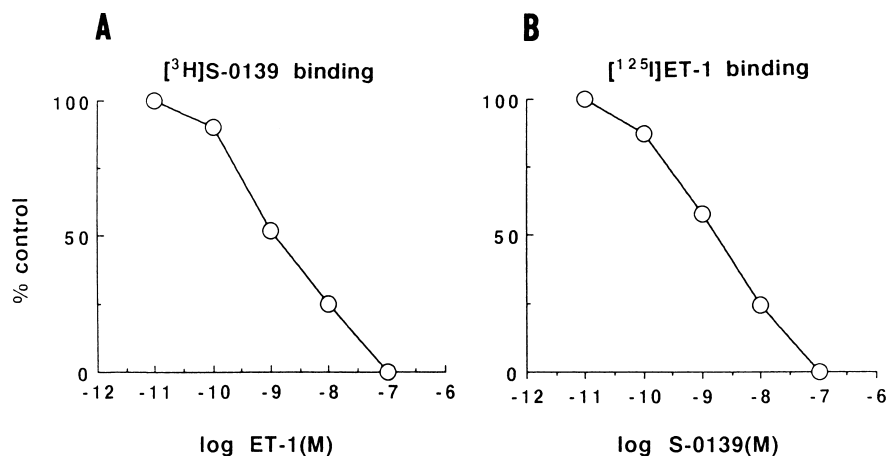 A
[³H]S-0139 binding
100
50
0
% control
-12 -11 -10 -9 -8 -7 -6
log ET-1(M)
B
[¹²⁵I]ET-1 binding
100
50
0
-12 -11 -10 -9 -8 -7 -6
log S-0139(M)